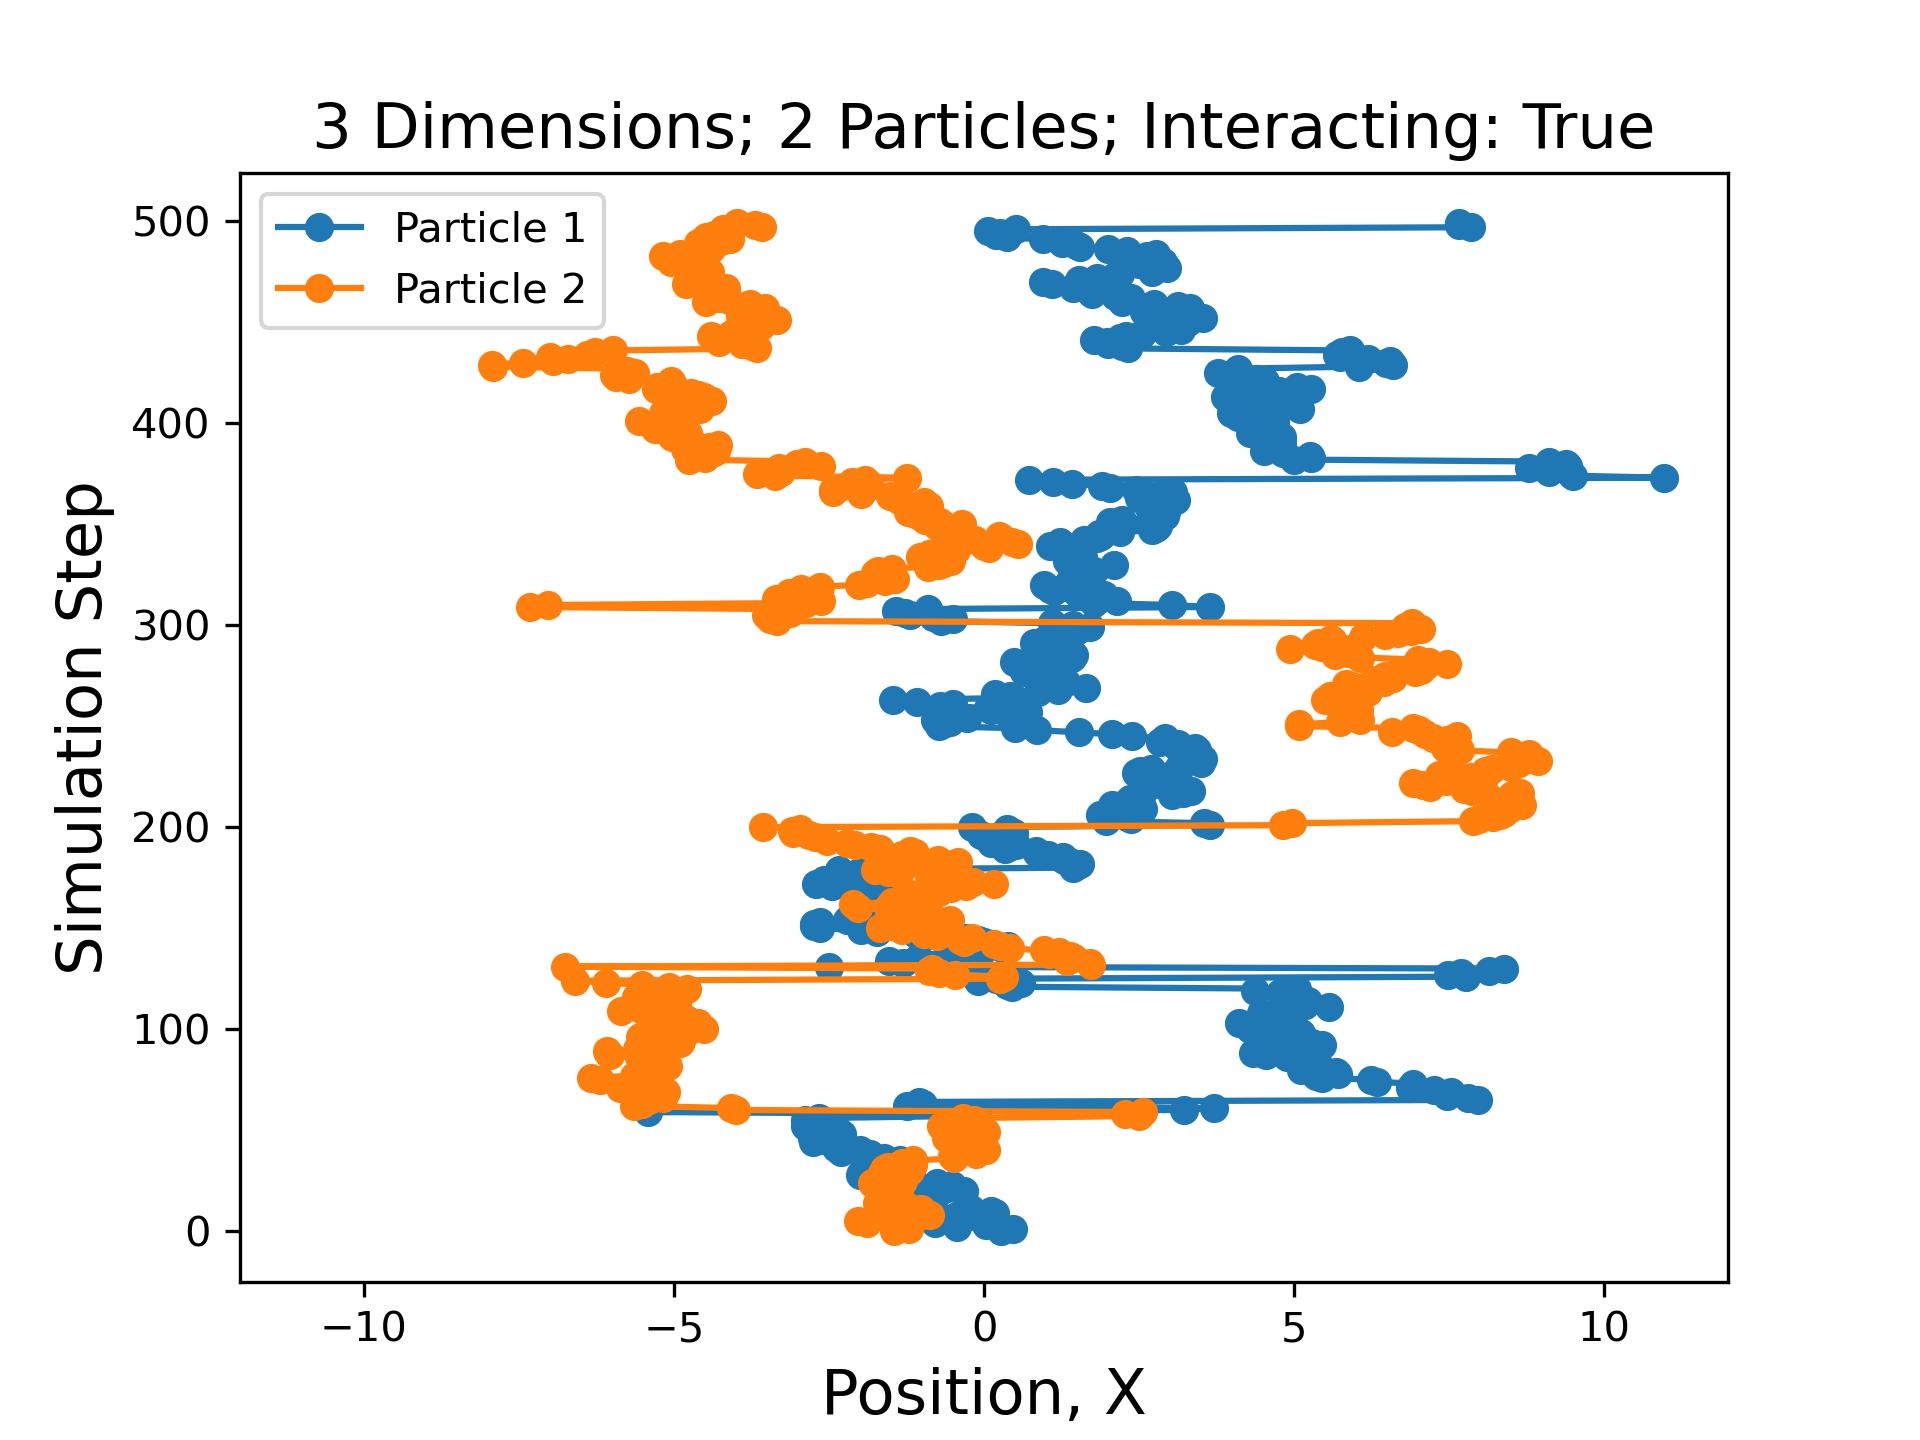 3 Dimensions; 2 Particles; Interacting: True
Particle 1
Particle 2
500
400
300
200
100
0
Simulation Step
−10
−5
0
5
10
Position, X